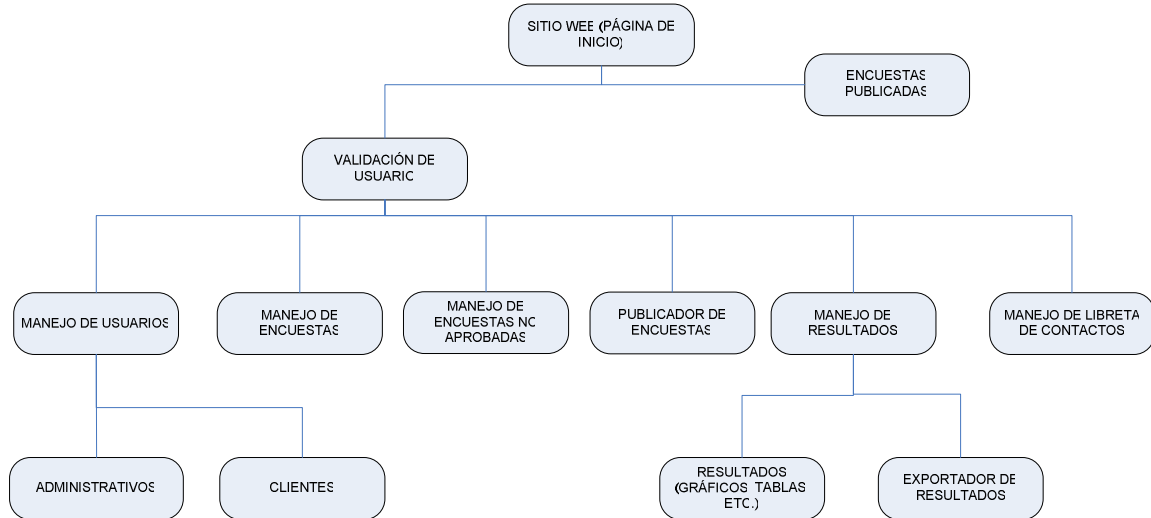 SITIO WEB (PÁGINA DE
INICIO)
ENCUESTAS
PUBLICADAS
VALIDACIÓN DE
USUARIO
MANEJO DE USUARIOS
MANEJO DE
ENCUESTAS
MANEJO DE
ENCUESTAS NO
APROBADAS
PUBLICADOR DE
ENCUESTAS
MANEJO DE
RESULTADOS
MANEJO DE LIBRETA
DE CONTACTOS
ADMINISTRATIVOS
CLIENTES
RESULTADOS
(GRÁFICOS TABLAS
ETC.)
EXPORTADOR DE
RESULTADOS